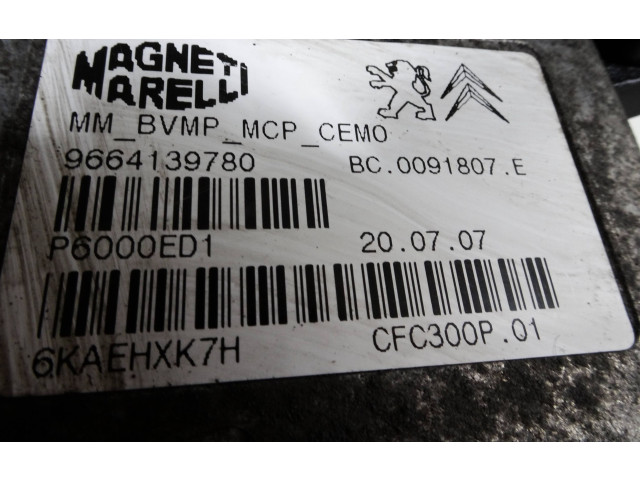 MAGNETI
MARELLI
MM_BVMP_MCP_CEMO
9664139780 BC.0091807.E
P6000ED1 20.07.07
6KAEHXK7H CFC300P.01